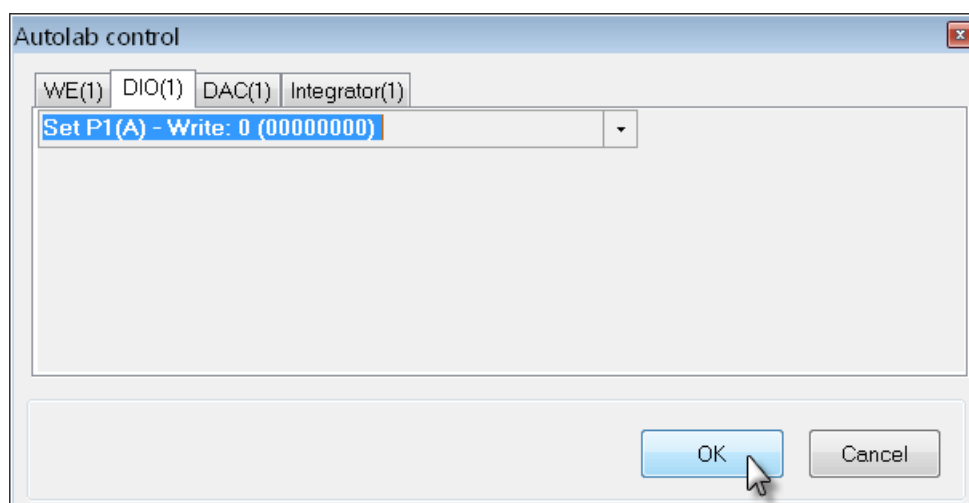 Autolab control
WE(1) DIO(1) DAC(1) Integrator(1)
Set P1(A) - Write: 0 (00000000)
OK Cancel